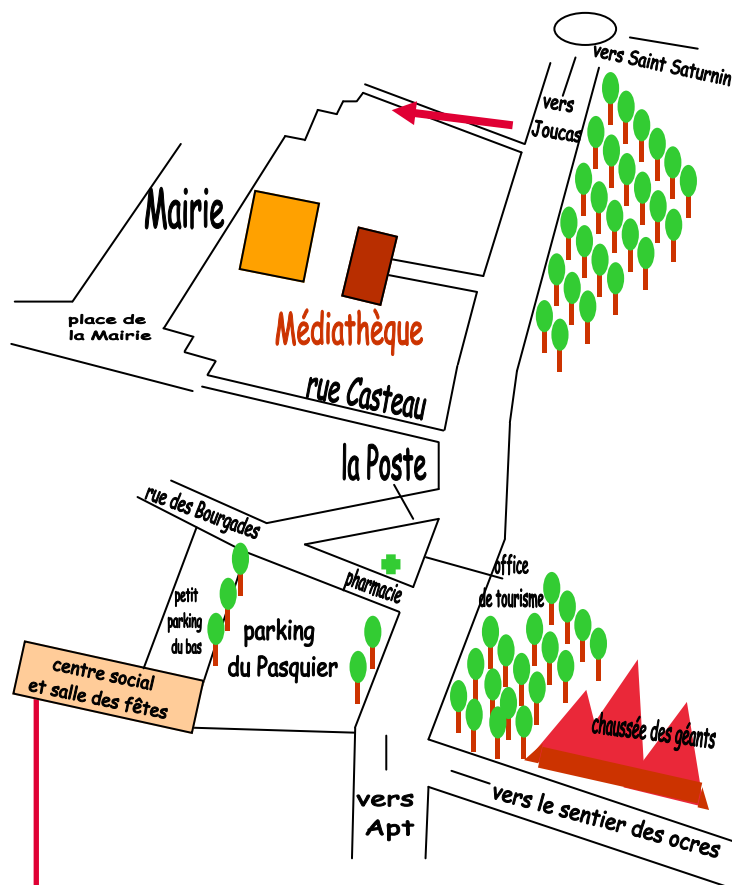 vers Saint Saturnin
vers
Joucas
Mairie
place de
la Mairie
Médiathèque
rue Casteau
la Poste
rue des Bourgades
pharmacie
office
de tourisme
petit
parking
du bas
parking
du Pasquier
centre social
et salle des fêtes
chaussée des géants
vers
Apt
vers le sentier des ocres